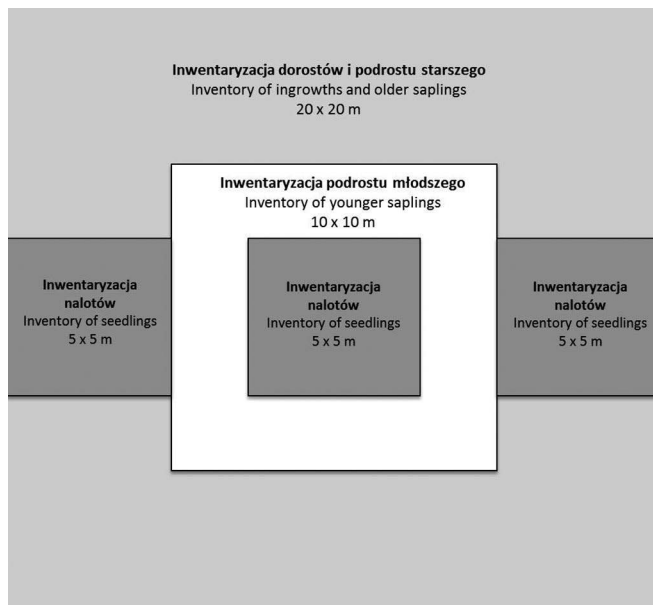 Inwentaryzacja dorostów i podrostu starszego
Inventory of ingrowths and older saplings
20 x 20 m
Inwentaryzacja podrostu młodszego
Inventory of younger saplings
10 x 10 m
Inwentaryzacja
nalotów
Inventory of seedlings
5 x 5 m
Inwentaryzacja
nalotów
Inventory of seedlings
5 x 5 m
Inwentaryzacja
nalotów
Inventory of seedlings
5 x 5 m